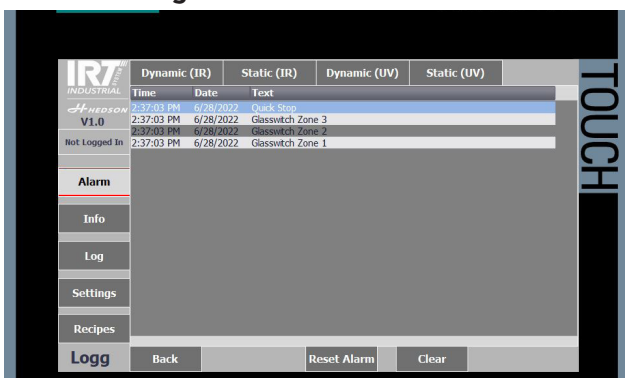 IRT SYSTEM
INDUSTRIAL
HEDSON
V1.0
Not Logged In
Alarm
Info
Log
Settings
Recipes
Logg
Dynamic (IR) Static (IR) Dynamic (UV) Static (UV)
Time Date Text
2:37:03 PM 6/28/2022 Quick Stop
2:37:03 PM 6/28/2022 Glasswitch Zone 3
2:37:03 PM 6/28/2022 Glasswitch Zone 2
2:37:03 PM 6/28/2022 Glasswitch Zone 1
Back Reset Alarm Clear
TOUCH